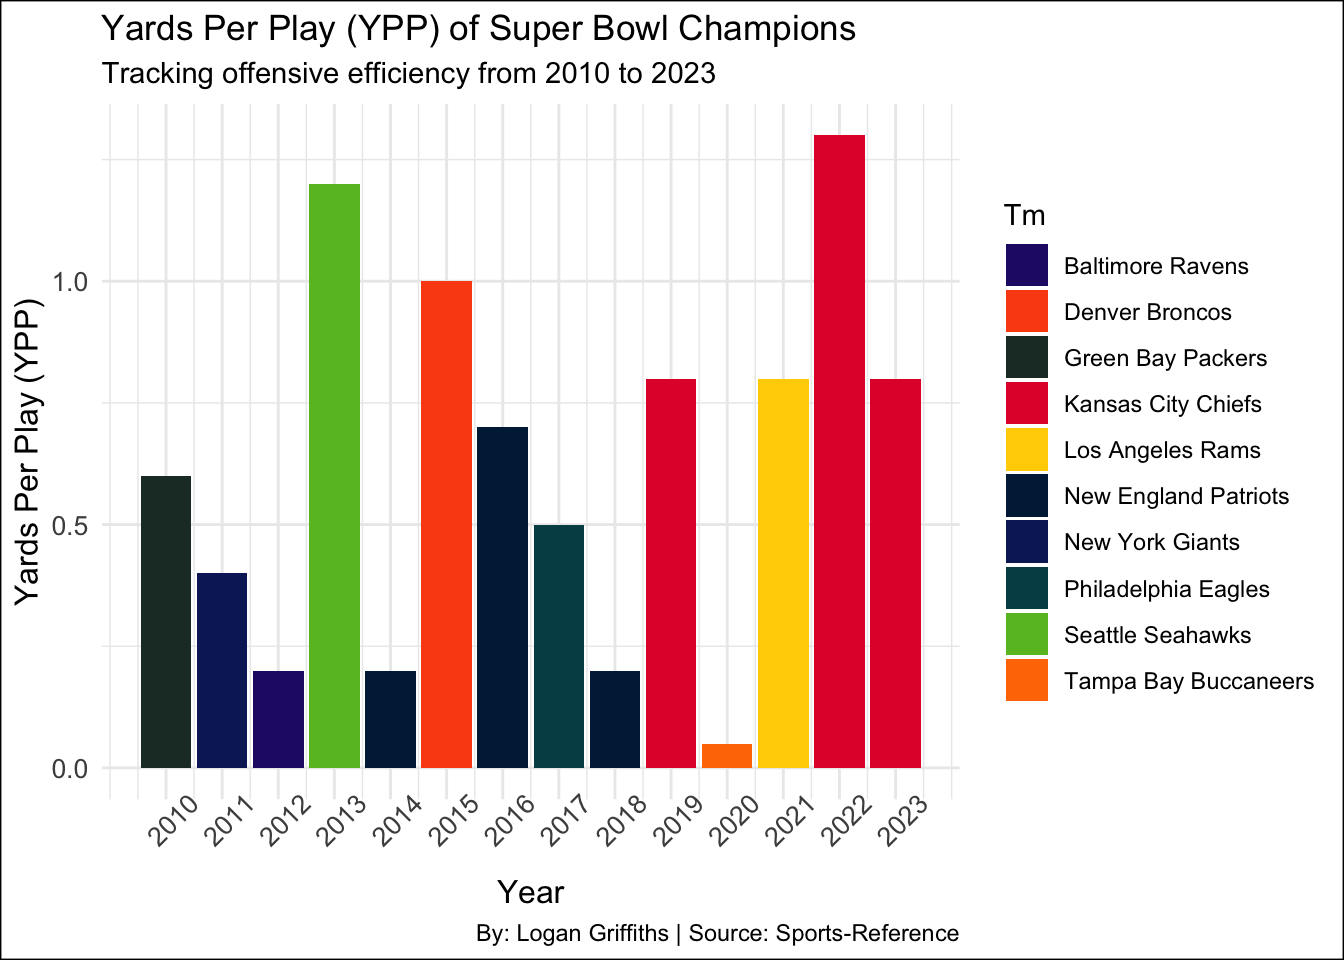 Yards Per Play (YPP) of Super Bowl Champions
Tracking offensive efficiency from 2010 to 2023
Yards Per Play (YPP)
1.0
0.5
0.0
2010
2011
2012
2013
2014
2015
2016
2017
2018
2019
2020
2021
2022
2023
Year
Tm
Baltimore Ravens
Denver Broncos
Green Bay Packers
Kansas City Chiefs
Los Angeles Rams
New England Patriots
New York Giants
Philadelphia Eagles
Seattle Seahawks
Tampa Bay Buccaneers
By: Logan Griffiths | Source: Sports-Reference